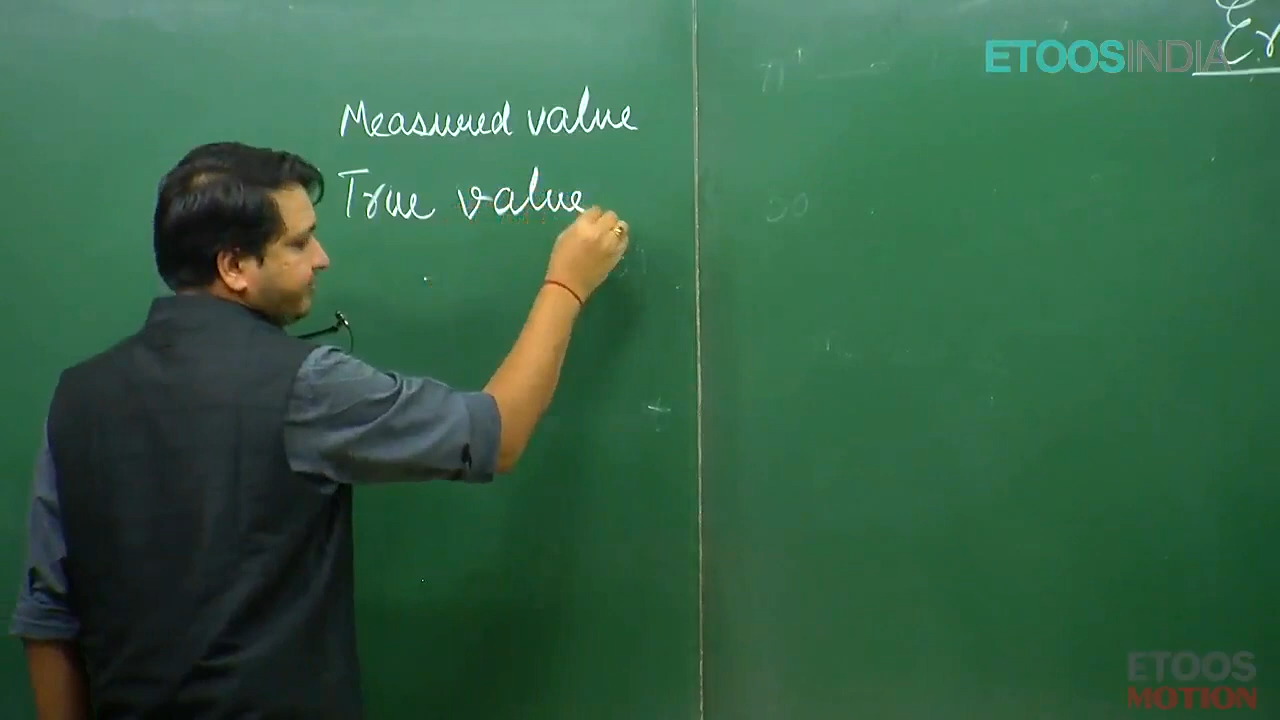 ETOOSINDIA
Measured value
True value
ETOOS
MOTION